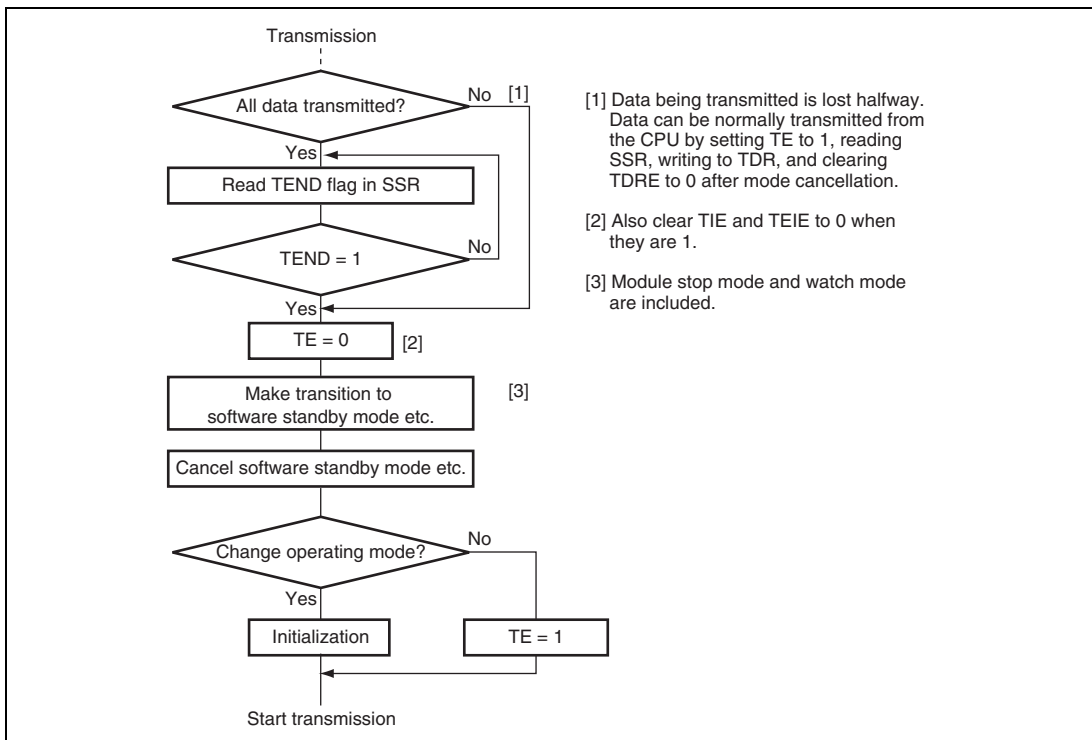 Transmission
All data transmitted?
No
[1]
Yes
Read TEND flag in SSR
TEND = 1
No
Yes
TE = 0
[2]
Make transition to
software standby mode etc.
[3]
Cancel software standby mode etc.
Change operating mode?
No
Yes
Initialization
TE = 1
Start transmission
[1] Data being transmitted is lost halfway.
Data can be normally transmitted from
the CPU by setting TE to 1, reading
SSR, writing to TDR, and clearing
TDRE to 0 after mode cancellation.
[2] Also clear TIE and TEIE to 0 when
they are 1.
[3] Module stop mode and watch mode
are included.